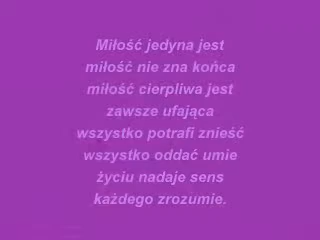 Miłość jedyna jest
miłość nie zna końca
miłość cierpliwa jest
zawsze ufająca
wszystko potrafi znieść
wszystko oddać umie
życiu nadaje sens
każdego zrozumie.